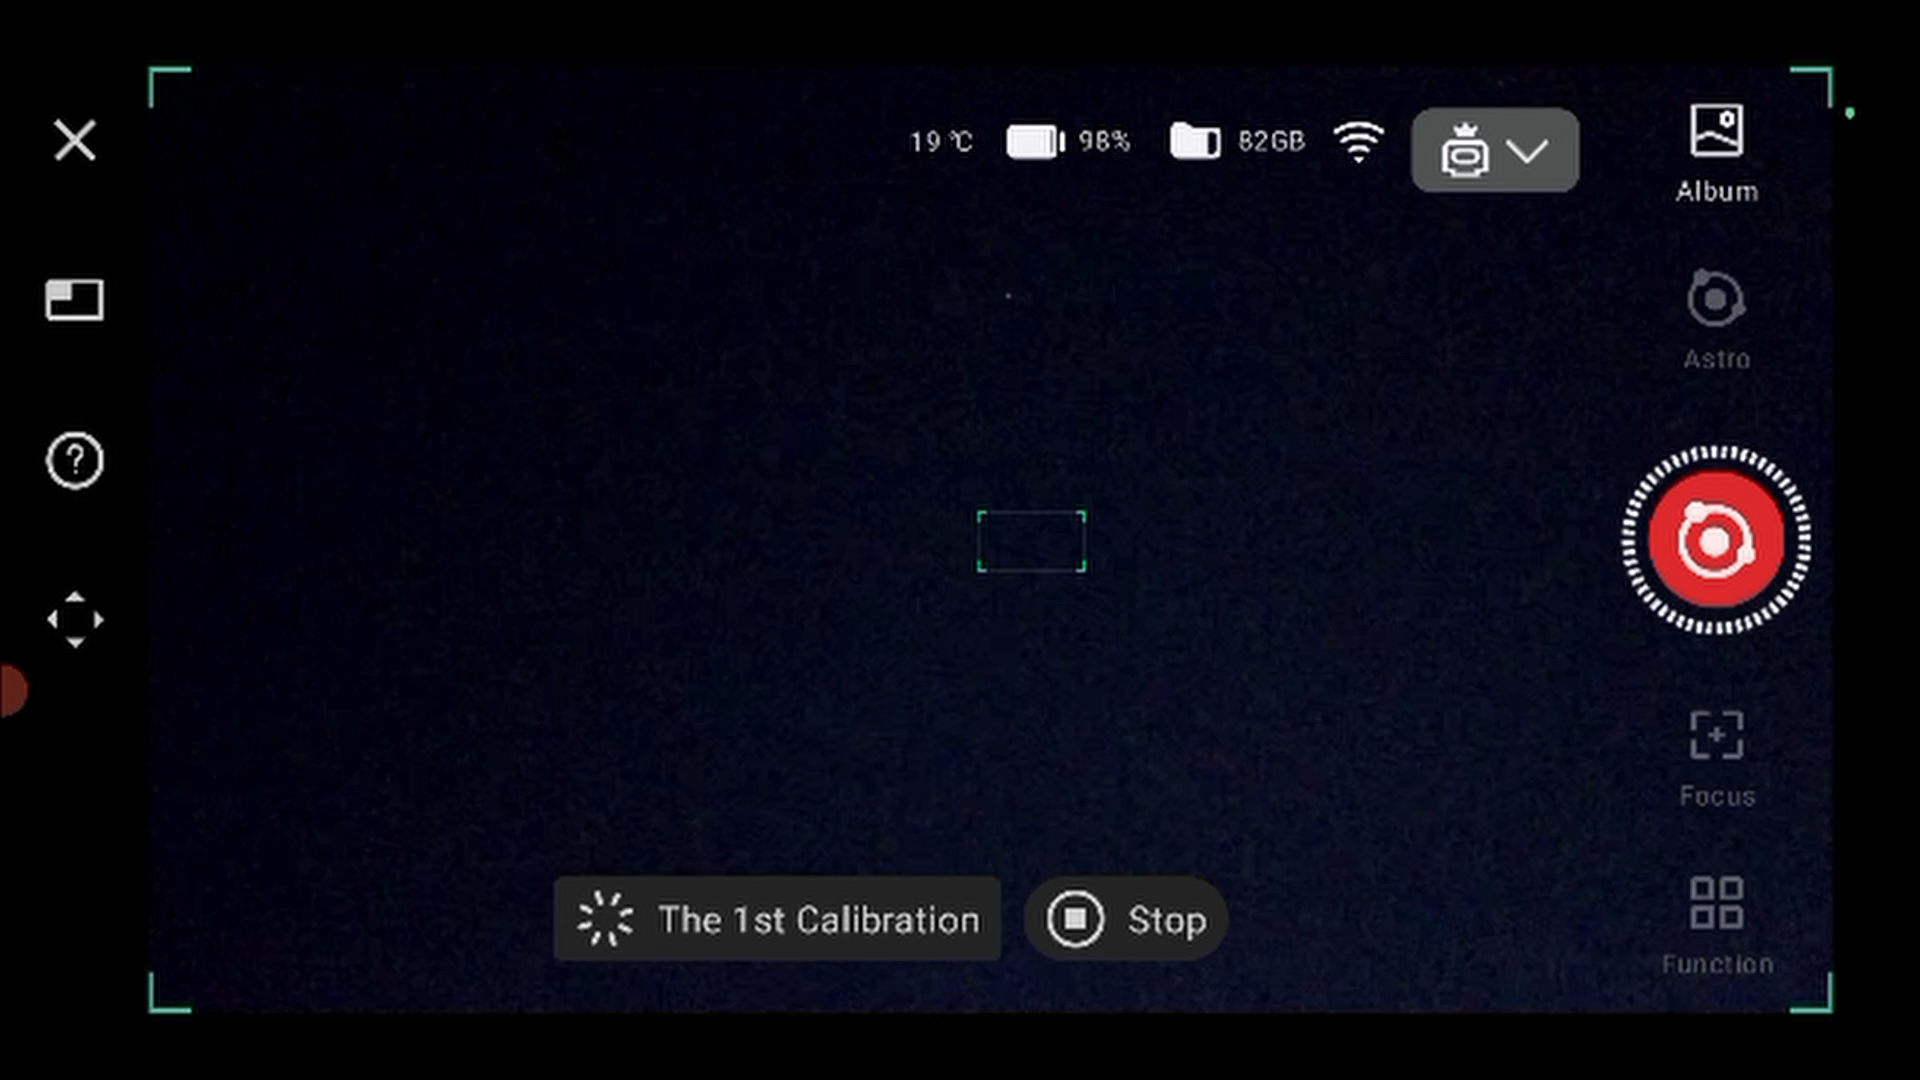 19 °C 98% 82GB
Album
Astro
Focus
The 1st Calibration Stop
Function